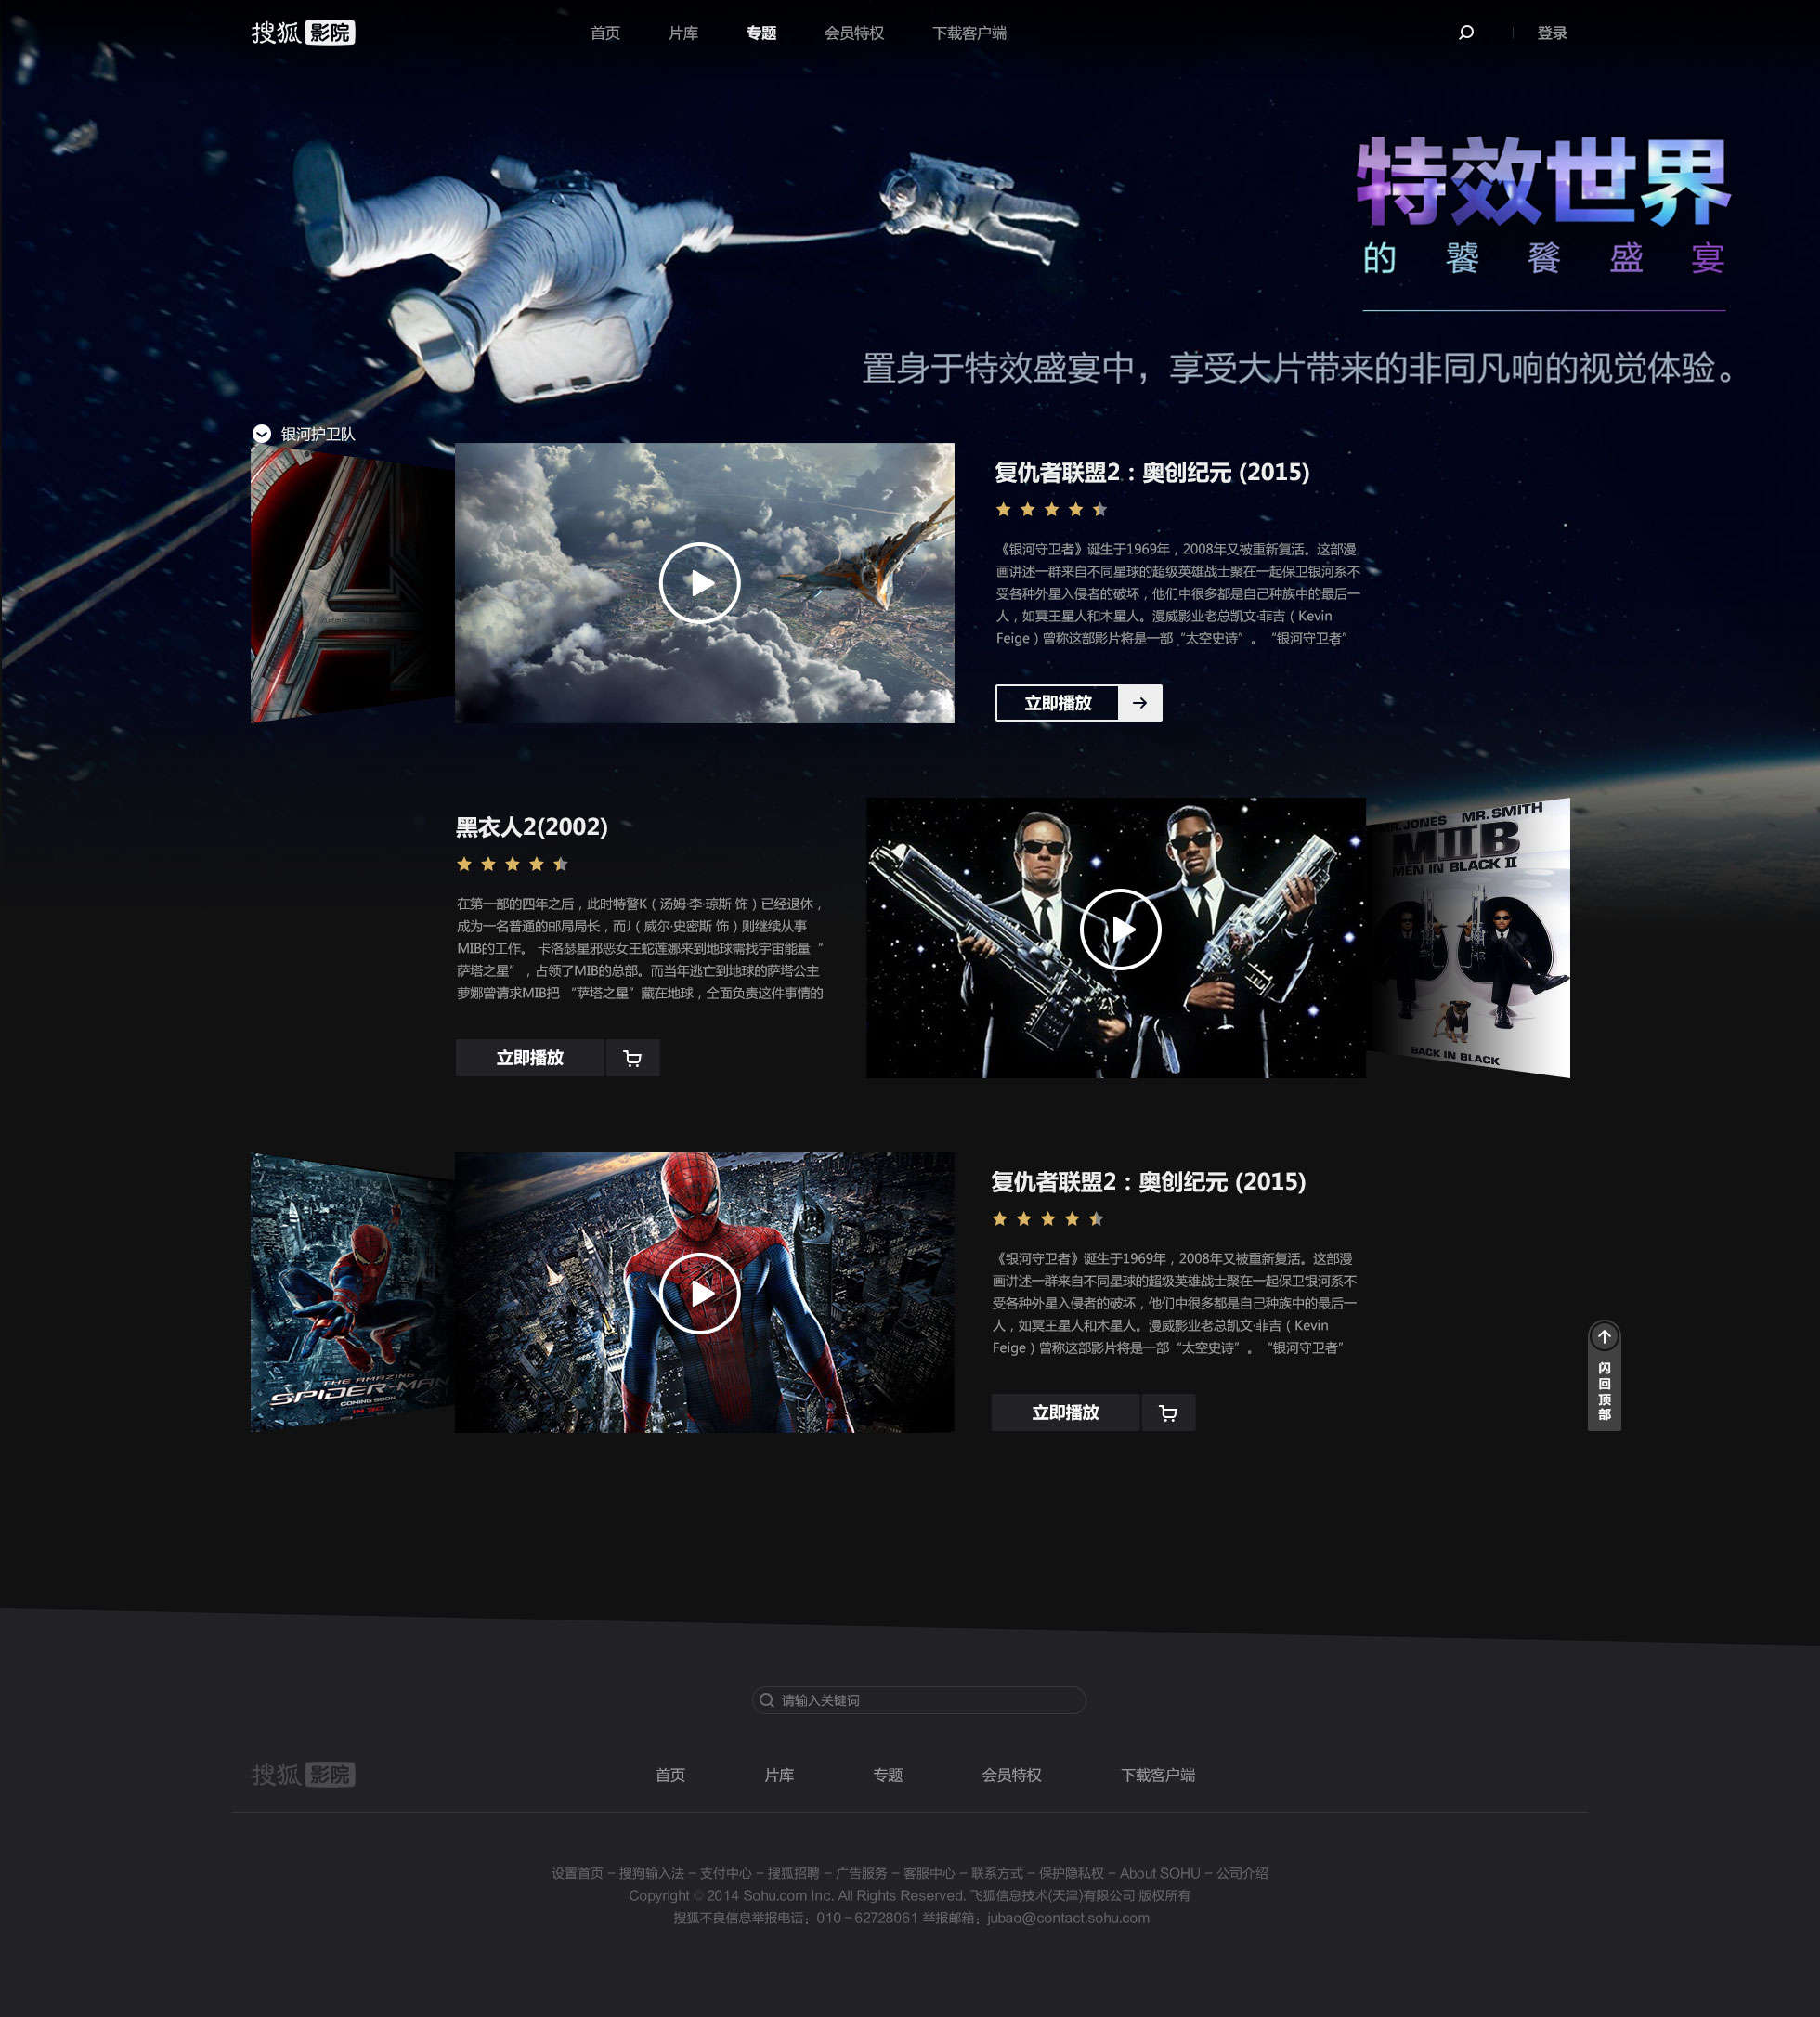 搜狐 影院
首页 片库 专题 会员特权 下载客户端 登录
特效世界
的饕餮盛宴
置身于特效盛宴中，享受大片带来的非同凡响的视觉体验。
银河护卫队
复仇者联盟2：奥创纪元 (2015)
《银河守卫者》诞生于1969年，2008年又被重新复活。这部漫
画讲述一群来自不同星球的超级英雄战士聚在一起保卫银河系不
受各种外星入侵者的破坏，他们中很多都是自己种族中的最后一
人，如冥王星人和木星人。漫威影业老总凯文·菲吉（Kevin
Feige）曾称这部影片将是一部“太空史诗”。“银河守卫者”
立即播放
黑衣人2(2002)
在第一部的四年之后，此时特警K（汤姆·李·琼斯 饰）已经退休，
成为一名普通的邮局局长，而J（威尔·史密斯 饰）则继续从事
MIB的工作。 卡洛瑟星邪恶女王蛇莲娜来到地球需找宇宙能量“
萨塔之星”，占领了MIB的总部。而当年逃亡到地球的萨塔公主
萝娜曾请求MIB把 “萨塔之星”藏在地球，全面负责这件事情的
立即播放
MR. JONES MR. SMITH
MIIB
MEN IN BLACK II
BACK IN BLACK
THE AMAZING
SPIDER-MAN
COMING SOON
IN 3D
复仇者联盟2：奥创纪元 (2015)
《银河守卫者》诞生于1969年，2008年又被重新复活。这部漫
画讲述一群来自不同星球的超级英雄战士聚在一起保卫银河系不
受各种外星入侵者的破坏，他们中很多都是自己种族中的最后一
人，如冥王星人和木星人。漫威影业老总凯文·菲吉（Kevin
Feige）曾称这部影片将是一部“太空史诗”。“银河守卫者”
立即播放
闪回顶部
请输入关键词
搜狐 影院
首页 片库 专题 会员特权 下载客户端
设置首页 - 搜狗输入法 - 支付中心 - 搜狐招聘 - 广告服务 - 客服中心 - 联系方式 - 保护隐私权 - About SOHU - 公司介绍
Copyright © 2014 Sohu.com Inc. All Rights Reserved. 飞狐信息技术(天津)有限公司 版权所有
搜狐不良信息举报电话：010-62728061 举报邮箱：jubao@contact.sohu.com